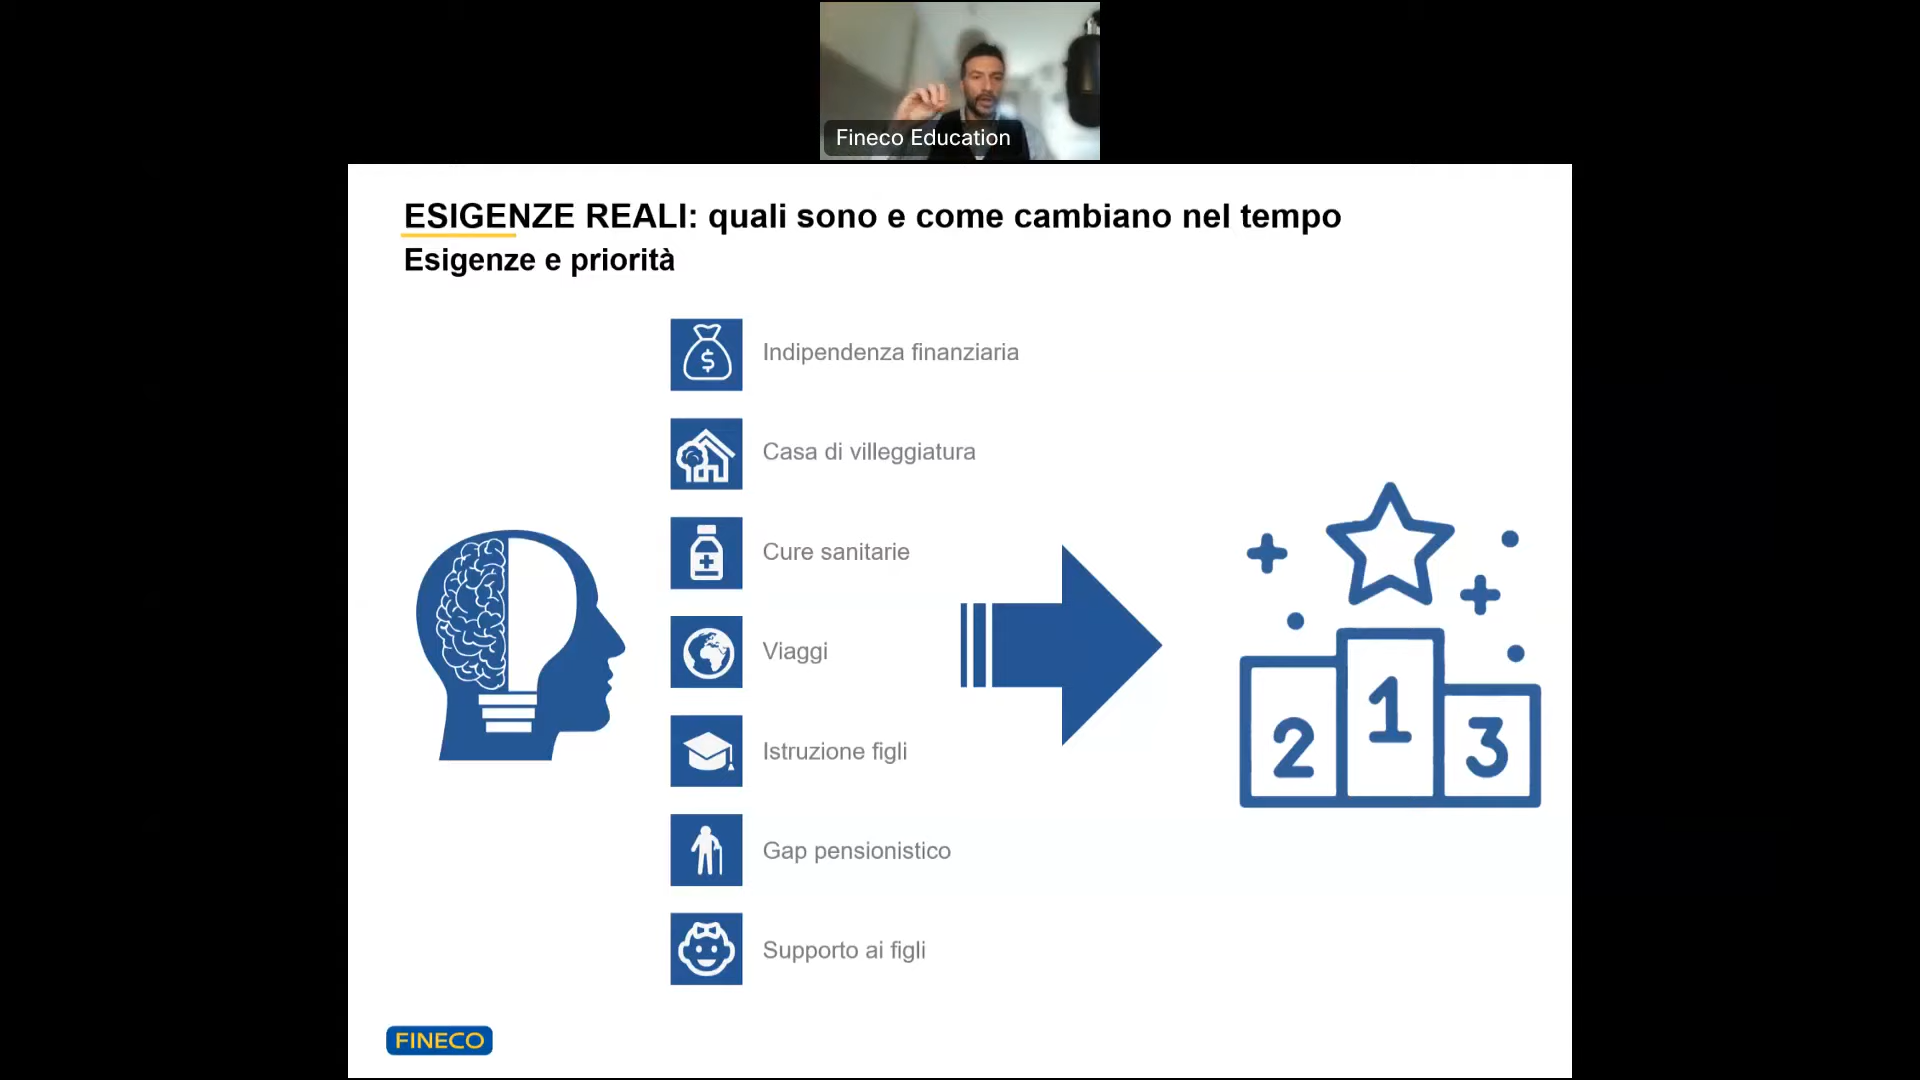 Fineco Education
ESIGENZE REALI: quali sono e come cambiano nel tempo
Esigenze e priorità
$
Indipendenza finanziaria
Casa di villeggiatura
Cure sanitarie
Viaggi
Istruzione figli
Gap pensionistico
Supporto ai figli
2 1 3
FINECO